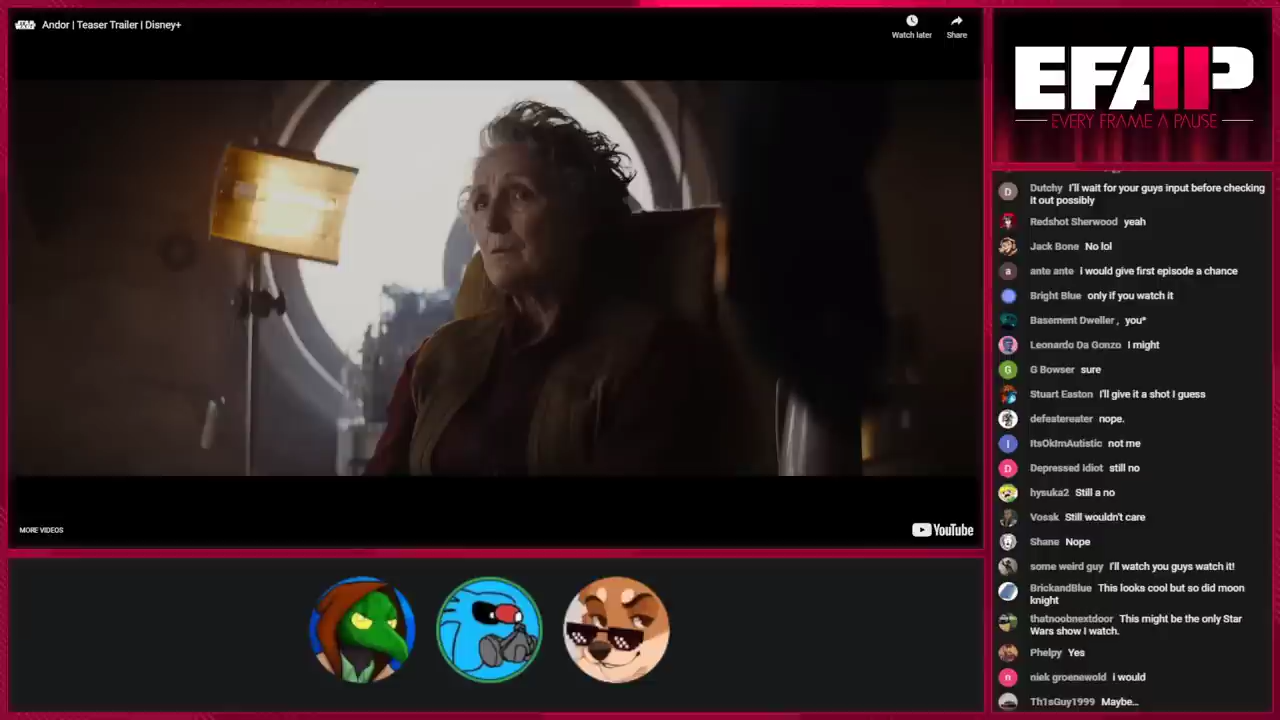 Andor | Teaser Trailer | Disney+
Watch later
Share
MORE VIDEOS
YouTube
EFAP
EVERY FRAME A PAUSE
Dutchy I'll wait for your guys input before checking
it out possibly
Redshot Sherwood yeah
Jack Bone No lol
ante ante i would give first episode a chance
Bright Blue only if you watch it
Basement Dweller , you*
Leonardo Da Gonzo I might
G Bowser sure
Stuart Easton I'll give it a shot I guess
defeatereater nope.
ItsOkImAutistic not me
Depressed idiot still no
hysuka2 Still a no
Vossk Still wouldn't care
Shane Nope
some weird guy I'll watch you guys watch it!
BrickandBlue This looks cool but so did moon
knight
thatnoobnextdoor This might be the only Star
Wars show I watch.
Phelpy Yes
niek groenewold i would
Th1sGuy1999 Maybe...